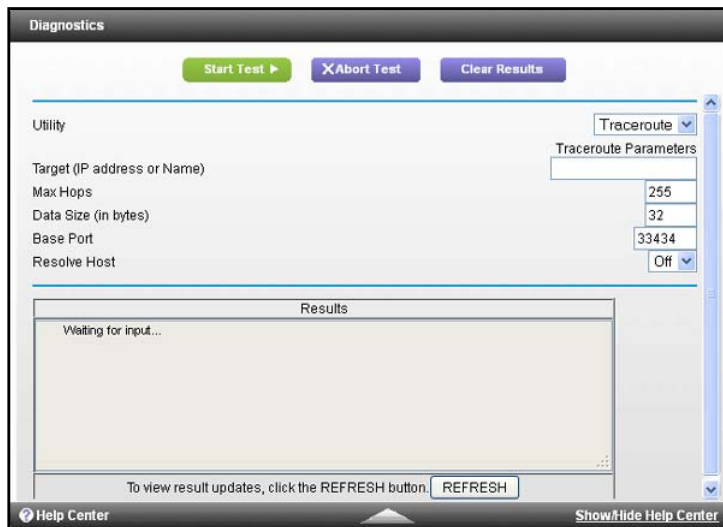 Diagnostics
Start Test
XAbort Test
Clear Results
Utility
Traceroute
Traceroute Parameters
Target (IP address or Name)
Max Hops
255
Data Size (in bytes)
32
Base Port
33434
Resolve Host
Off
Results
Waiting for input...
To view result updates, click the REFRESH button. REFRESH
? Help Center
Show/Hide Help Center